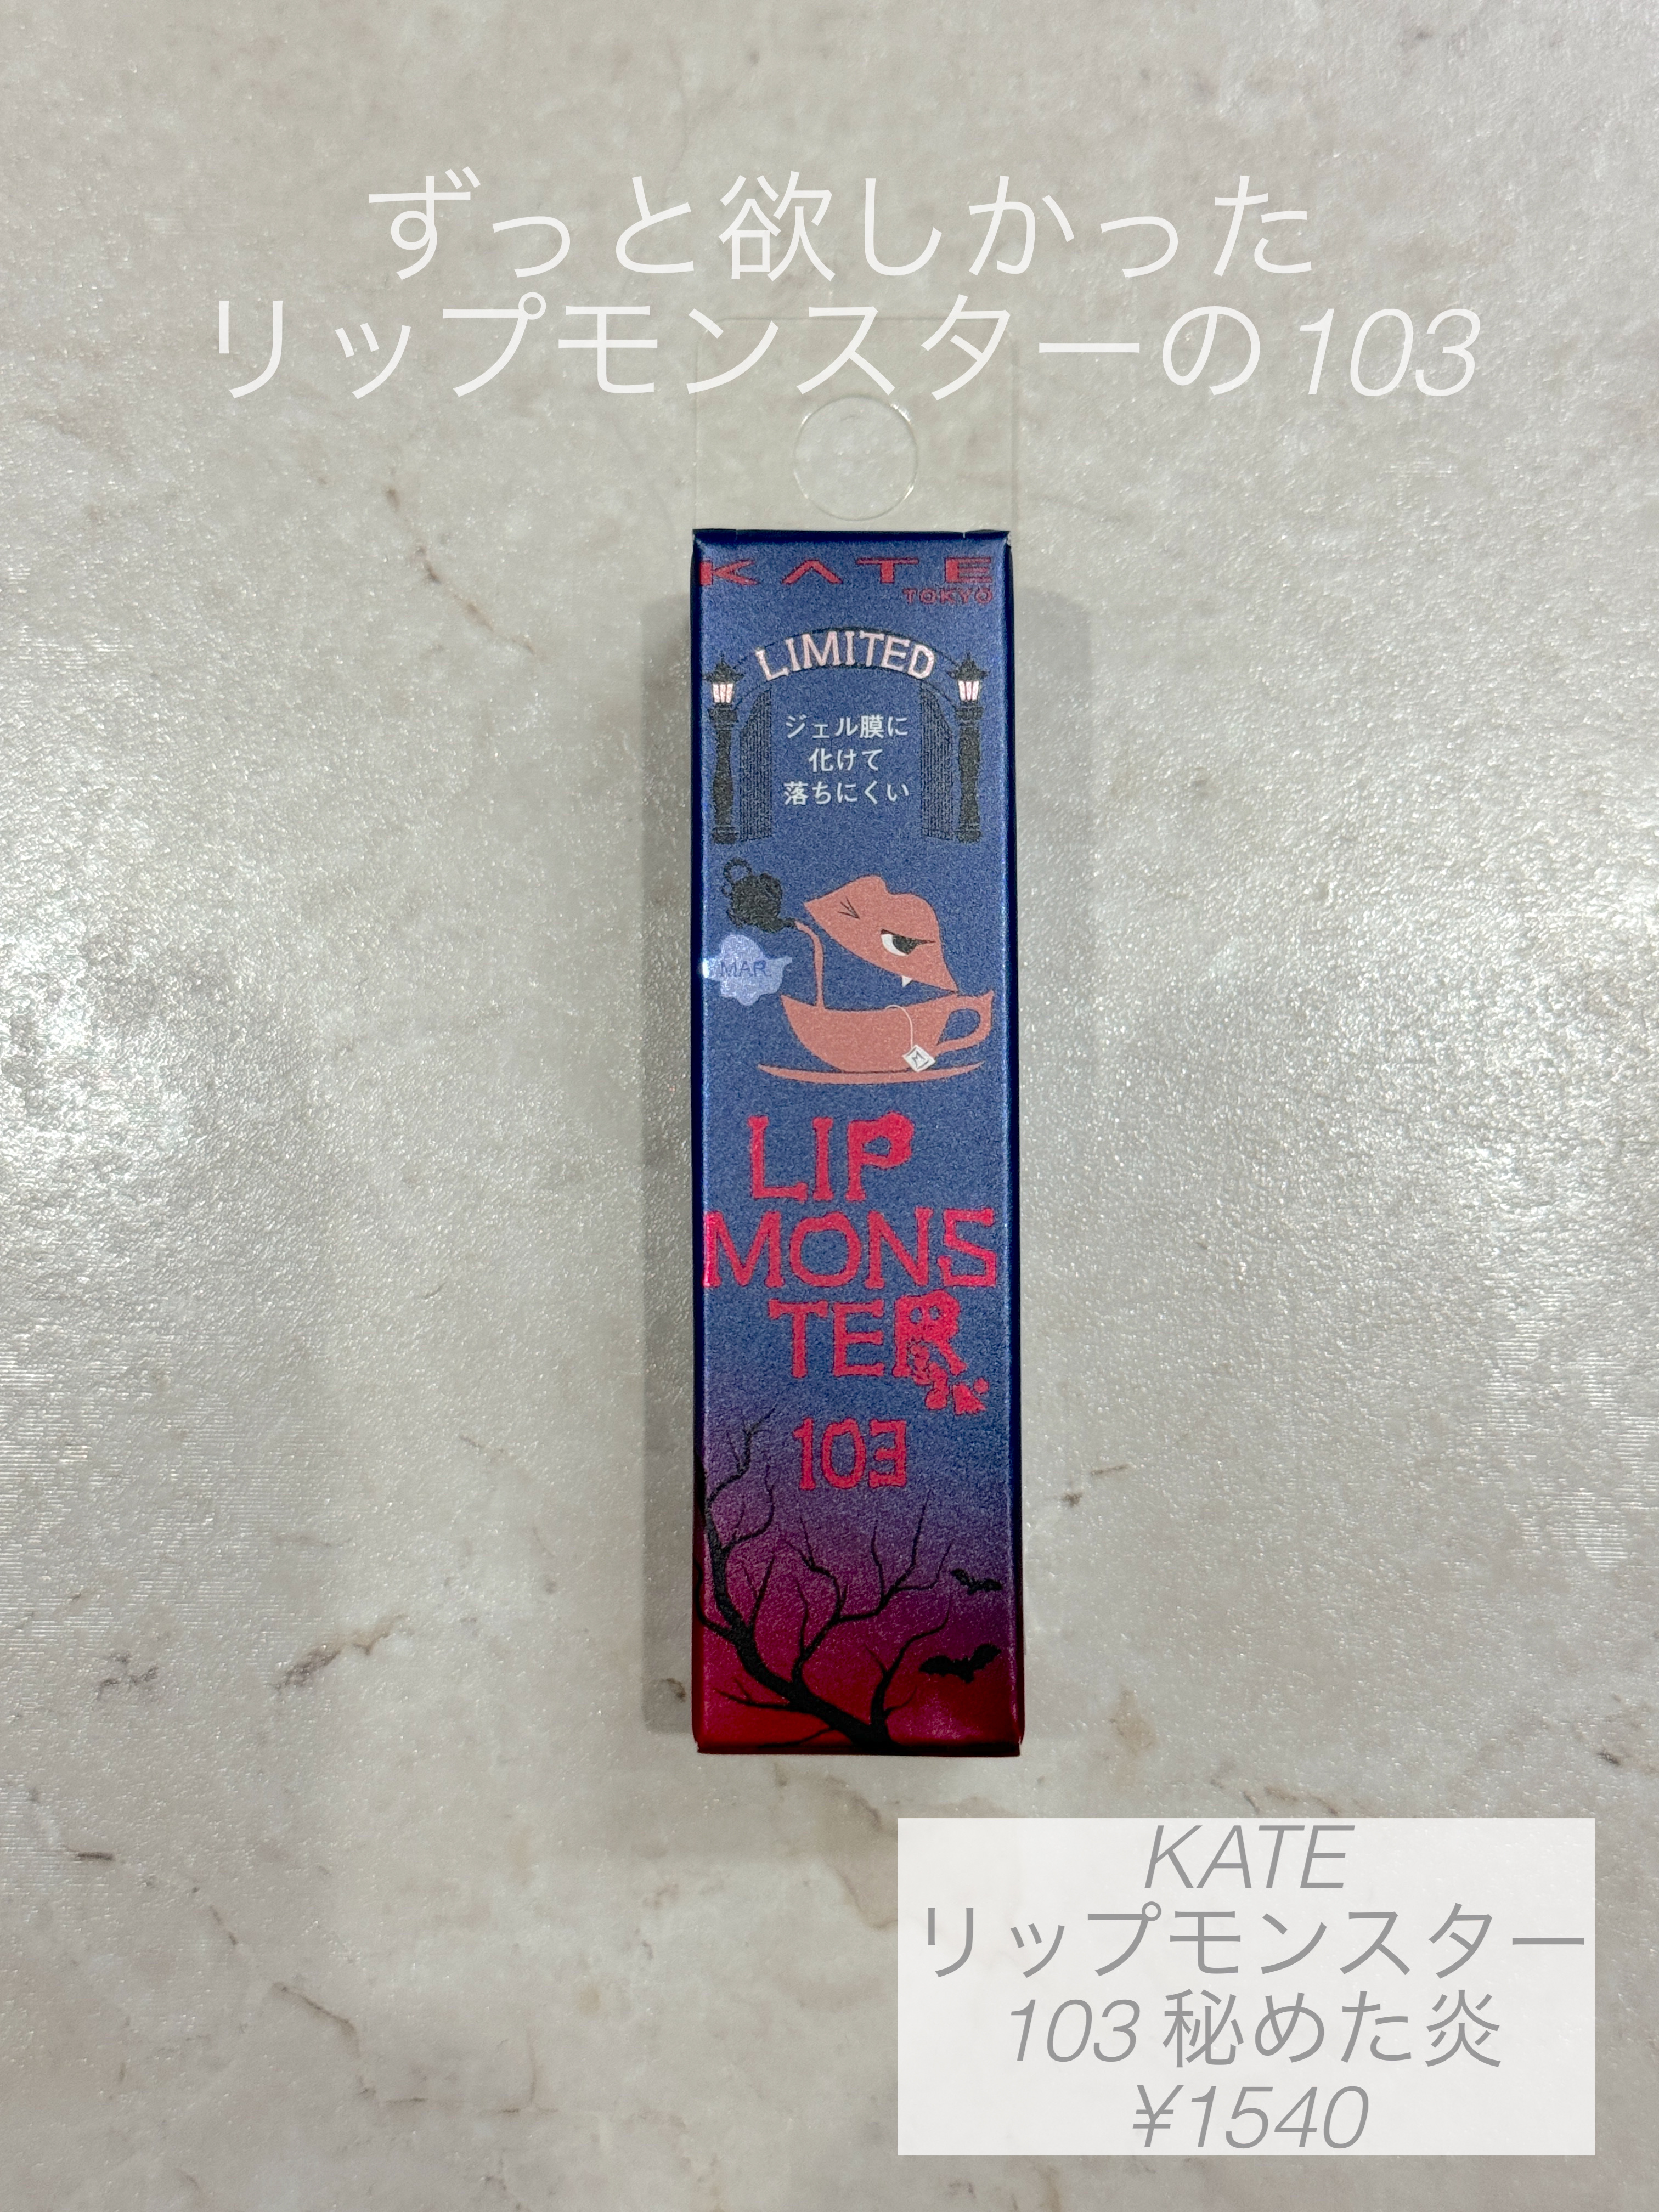 ずっと欲しかった
リップモンスターの103
KATE
TOKYO
LIMITED
ジェル膜に
化けて
落ちにくい
MAR
M
LIP
MONS
TER
103
KATE
リップモンスター
103 秘めた炎
¥1540